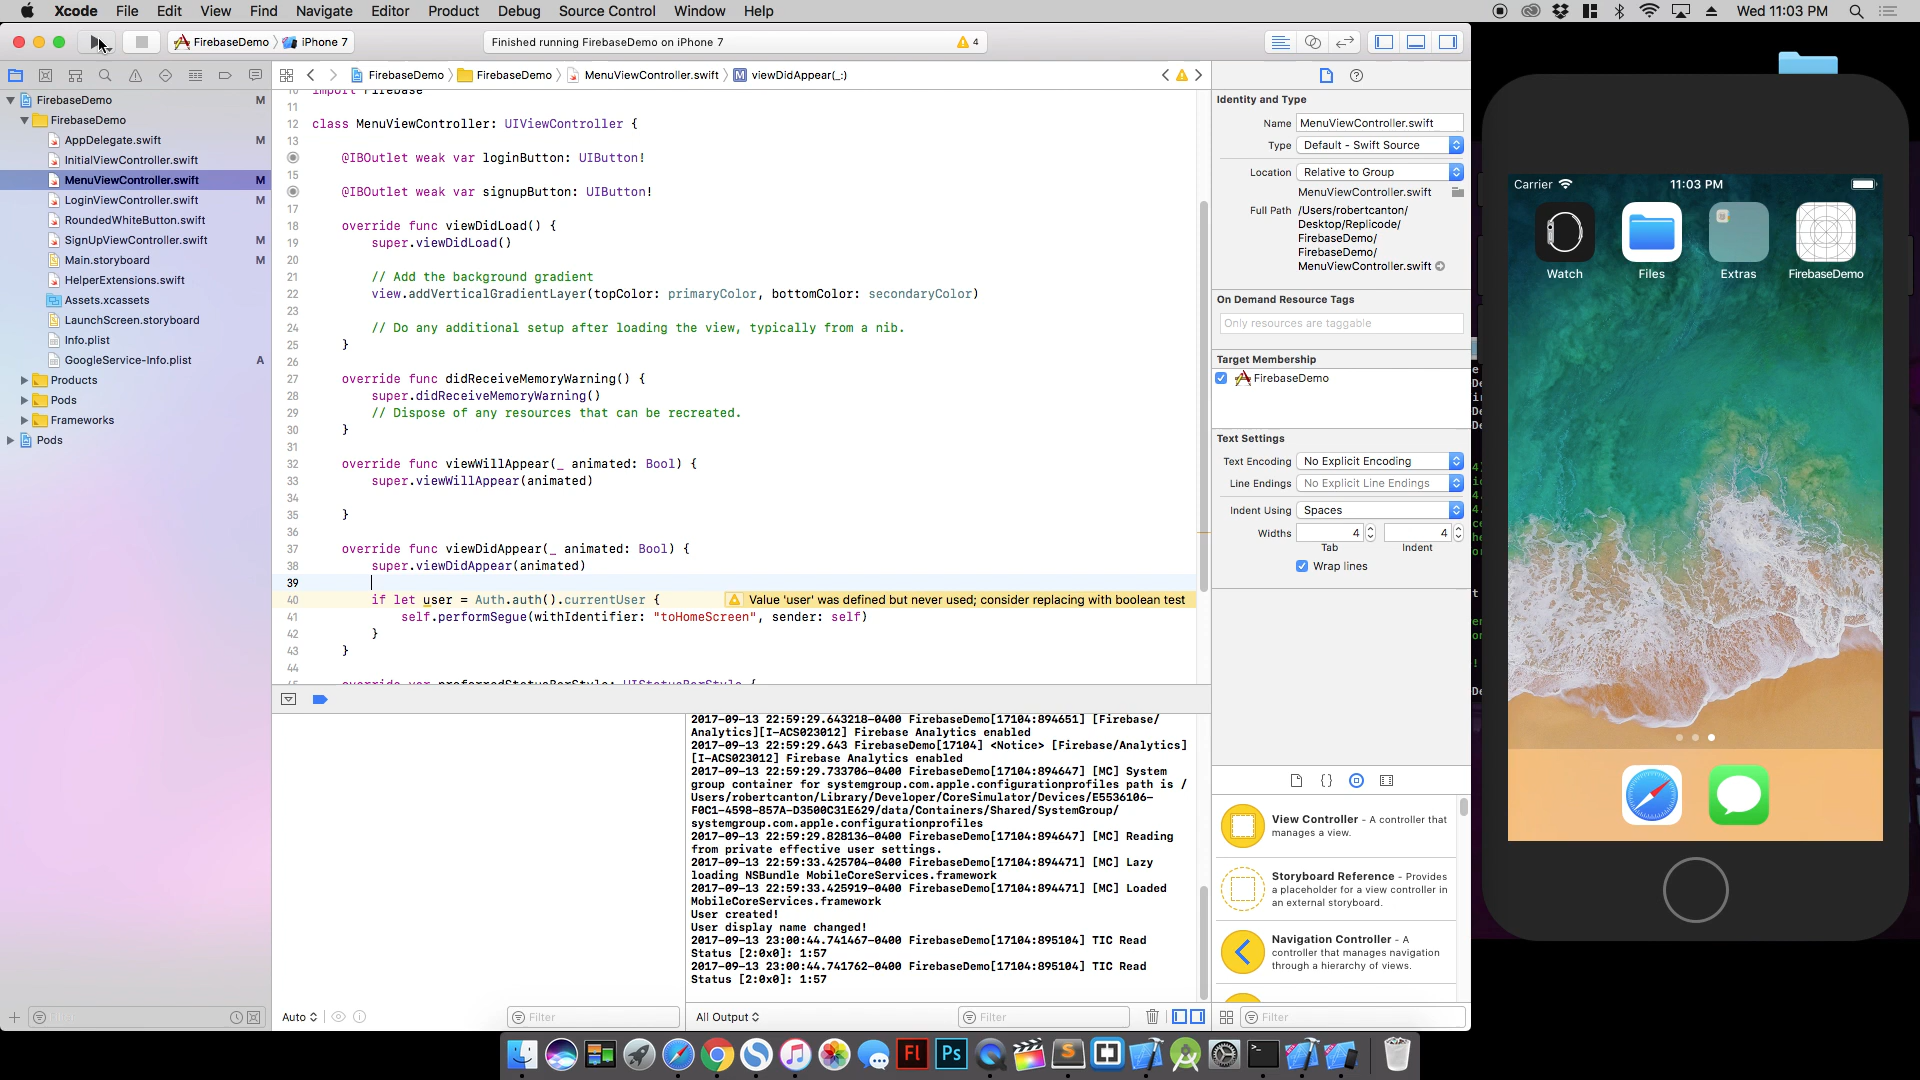 Xcode File Edit View Find Navigate Editor Product Debug Source Control Window Help
Wed 11:03 PM
FirebaseDemo iPhone 7
Finished running FirebaseDemo on iPhone 7
4
FirebaseDemo FirebaseDemo MenuViewController.swift M viewDidAppear(_:)
FirebaseDemo M
FirebaseDemo
AppDelegate.swift M
InitialViewController.swift
MenuViewController.swift M
LoginViewController.swift M
RoundedWhiteButton.swift
SignUpViewController.swift M
Main.storyboard M
HelperExtensions.swift
Assets.xcassets
LaunchScreen.storyboard
Info.plist
GoogleService-Info.plist A
Products
Pods
Frameworks
Pods
10 import Firebase
11
12 class MenuViewController: UIViewController {
13
@IBOutlet weak var loginButton: UIButton!
15
@IBOutlet weak var signupButton: UIButton!
17
18 override func viewDidLoad() {
19 super.viewDidLoad()
20
21 // Add the background gradient
22 view.addVerticalGradientLayer(topColor: primaryColor, bottomColor: secondaryColor)
23
24 // Do any additional setup after loading the view, typically from a nib.
25 }
26
27 override func didReceiveMemoryWarning() {
28 super.didReceiveMemoryWarning()
29 // Dispose of any resources that can be recreated.
30 }
31
32 override func viewWillAppear(_ animated: Bool) {
33 super.viewWillAppear(animated)
34
35 }
36
37 override func viewDidAppear(_ animated: Bool) {
38 super.viewDidAppear(animated)
39
40 if let user = Auth.auth().currentUser { Value 'user' was defined but never used; consider replacing with boolean test
41 self.performSegue(withIdentifier: "toHomeScreen", sender: self)
42 }
43 }
44
45 override var preferredStatusBarStyle: UIStatusBarStyle {
2017-09-13 22:59:29.643218-0400 FirebaseDemo[17104:894651] [Firebase/
Analytics][I-ACS023012] Firebase Analytics enabled
2017-09-13 22:59:29.643 FirebaseDemo[17104] <Notice> [Firebase/Analytics]
[I-ACS023012] Firebase Analytics enabled
2017-09-13 22:59:29.733706-0400 FirebaseDemo[17104:894647] [MC] System
group container for systemgroup.com.apple.configurationprofiles path is /
Users/robertcanton/Library/Developer/CoreSimulator/Devices/E5536106-
F0C1-4598-857A-D3500C31E629/data/Containers/Shared/SystemGroup/
systemgroup.com.apple.configurationprofiles
2017-09-13 22:59:29.828136-0400 FirebaseDemo[17104:894647] [MC] Reading
from private effective user settings.
2017-09-13 22:59:33.425704-0400 FirebaseDemo[17104:894471] [MC] Lazy
loading NSBundle MobileCoreServices.framework
2017-09-13 22:59:33.425919-0400 FirebaseDemo[17104:894471] [MC] Loaded
MobileCoreServices.framework
User created!
User display name changed!
2017-09-13 23:00:44.741467-0400 FirebaseDemo[17104:895104] TIC Read
Status [2:0x0]: 1:57
2017-09-13 23:00:44.741762-0400 FirebaseDemo[17104:895104] TIC Read
Status [2:0x0]: 1:57
Auto Filter All Output Filter Filter
Identity and Type
Name MenuViewController.swift
Type Default - Swift Source
Location Relative to Group
MenuViewController.swift
Full Path /Users/robertcanton/
Desktop/Replicode/
FirebaseDemo/
FirebaseDemo/
MenuViewController.swift
On Demand Resource Tags
Only resources are taggable
Target Membership
FirebaseDemo
Text Settings
Text Encoding No Explicit Encoding
Line Endings No Explicit Line Endings
Indent Using Spaces
Widths 4 4
Tab Indent
Wrap lines
View Controller - A controller that
manages a view.
Storyboard Reference - Provides
a placeholder for a view controller in
an external storyboard.
Navigation Controller - A
controller that manages navigation
through a hierarchy of views.
Carrier 11:03 PM
Watch Files Extras FirebaseDemo
Fl Ps S